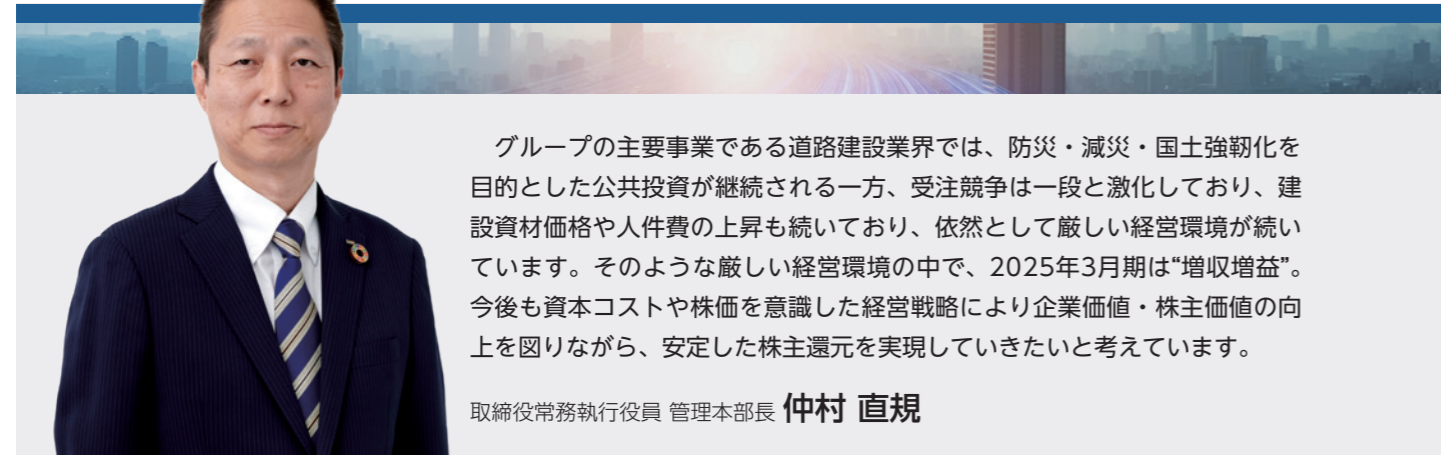 グループの主要事業である道路建設業界では、防災・減災・国土強靭化を
目的とした公共投資が継続される一方、受注競争は一段と激化しており、建
設資材価格や人件費の上昇も続いており、依然として厳しい経営環境が続い
ています。そのような厳しい経営環境の中で、2025年3月期は“増収増益”。
今後も資本コストや株価を意識した経営戦略により企業価値・株主価値の向
上を図りながら、安定した株主還元を実現していきたいと考えています。
取締役常務執行役員 管理本部長 仲村 直規